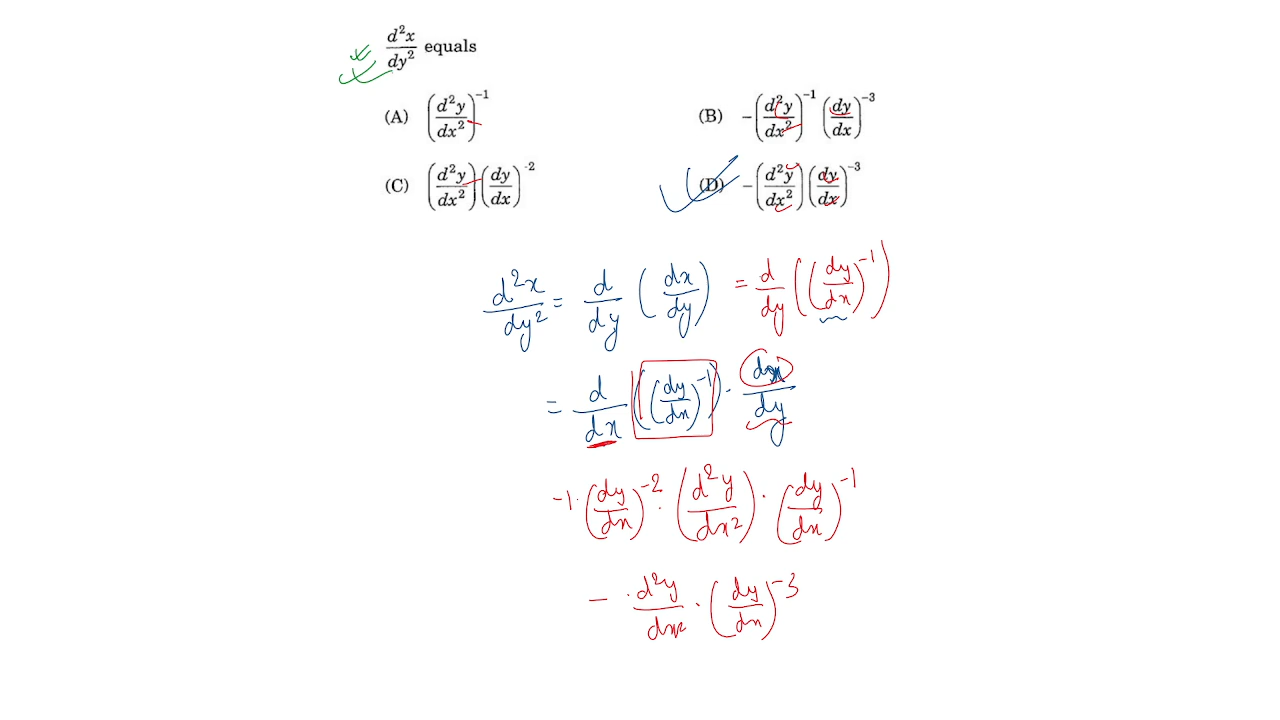 d²x/dy² equals
(A) (d²y/dx²)⁻¹ (B) −(d²y/dx²)⁻¹ (dy/dx)⁻³
(C) (d²y/dx²)(dy/dx)⁻² (D) −(d²y/dx²)(dy/dx)⁻³
d²x/dy² = d/dy (dx/dy) = d/dy ((dy/dx)⁻¹)
= d/dx ((dy/dx)⁻¹) · dx/dy
-1 · (dy/dx)⁻² · (d²y/dx²) · (dy/dx)⁻¹
− · d²y/dx² · (dy/dx)⁻³